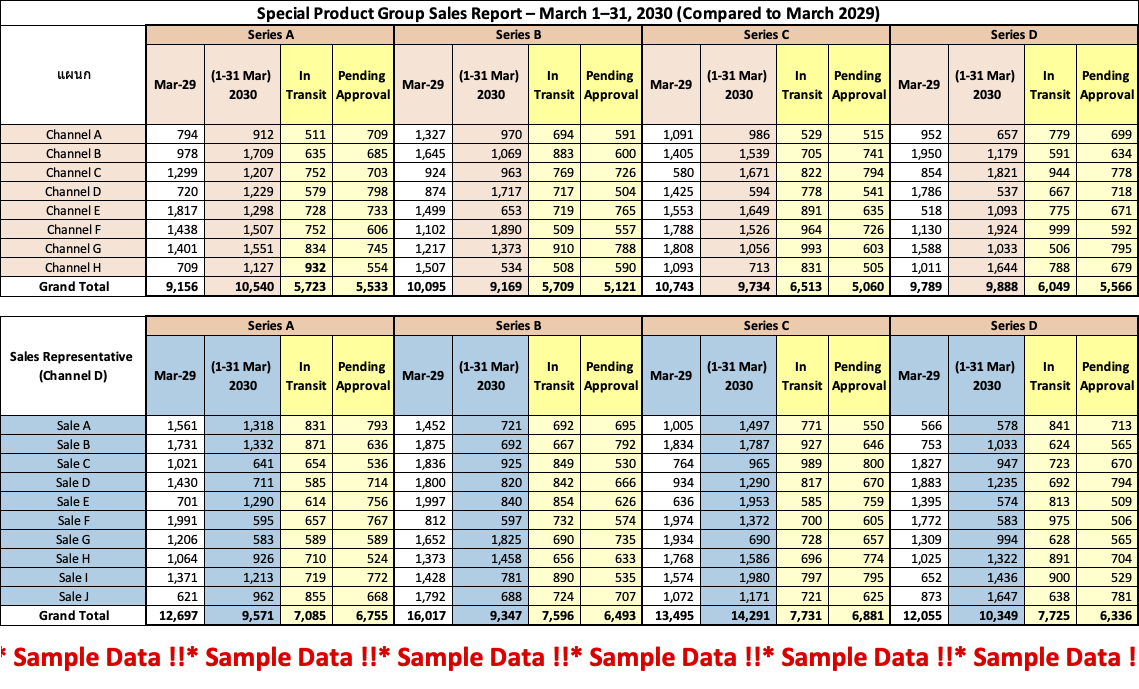 Special Product Group Sales Report – March 1–31, 2030 (Compared to March 2029)
แผนก Series A Series B Series C Series D
Mar-29 (1-31 Mar) 2030 In Transit Pending Approval Mar-29 (1-31 Mar) 2030 In Transit Pending Approval Mar-29 (1-31 Mar) 2030 In Transit Pending Approval Mar-29 (1-31 Mar) 2030 In Transit Pending Approval
Channel A 794 912 511 709 1,327 970 694 591 1,091 986 529 515 952 657 779 699
Channel B 978 1,709 635 685 1,645 1,069 883 600 1,405 1,539 705 741 1,950 1,179 591 634
Channel C 1,299 1,207 752 703 924 963 769 726 580 1,671 822 794 854 1,821 944 778
Channel D 720 1,229 579 798 874 1,717 717 504 1,425 594 778 541 1,786 537 667 718
Channel E 1,817 1,298 728 733 1,499 653 719 765 1,553 1,649 891 635 518 1,093 775 671
Channel F 1,438 1,507 752 606 1,102 1,890 509 557 1,788 1,526 964 726 1,130 1,924 999 592
Channel G 1,401 1,551 834 745 1,217 1,373 910 788 1,808 1,056 993 603 1,588 1,033 506 795
Channel H 709 1,127 932 554 1,507 534 508 590 1,093 713 831 505 1,011 1,644 788 679
Grand Total 9,156 10,540 5,723 5,533 10,095 9,169 5,709 5,121 10,743 9,734 6,513 5,060 9,789 9,888 6,049 5,566
Sales Representative (Channel D) Series A Series B Series C Series D
Mar-29 (1-31 Mar) 2030 In Transit Pending Approval Mar-29 (1-31 Mar) 2030 In Transit Pending Approval Mar-29 (1-31 Mar) 2030 In Transit Pending Approval Mar-29 (1-31 Mar) 2030 In Transit Pending Approval
Sale A 1,561 1,318 831 793 1,452 721 692 695 1,005 1,497 771 550 566 578 841 713
Sale B 1,731 1,332 871 636 1,875 692 667 792 1,834 1,787 927 646 753 1,033 624 565
Sale C 1,021 641 654 536 1,836 925 849 530 764 965 989 800 1,827 947 723 670
Sale D 1,430 711 585 714 1,800 820 842 666 934 1,290 817 670 1,883 1,235 692 794
Sale E 701 1,290 614 756 1,997 840 854 626 636 1,953 585 759 1,395 574 813 509
Sale F 1,991 595 657 767 812 597 732 574 1,974 1,372 700 605 1,772 583 975 506
Sale G 1,206 583 589 589 1,652 1,825 690 735 1,934 690 728 657 1,309 994 628 565
Sale H 1,064 926 710 524 1,373 1,458 656 633 1,768 1,586 696 774 1,025 1,322 891 704
Sale I 1,371 1,213 719 772 1,428 781 890 535 1,574 1,980 797 795 652 1,436 900 529
Sale J 621 962 855 668 1,792 688 724 707 1,072 1,171 721 625 873 1,647 638 781
Grand Total 12,697 9,571 7,085 6,755 16,017 9,347 7,596 6,493 13,495 14,291 7,731 6,881 12,055 10,349 7,725 6,336
* Sample Data !!* Sample Data !!* Sample Data !!* Sample Data !!* Sample Data !!* Sample Data !